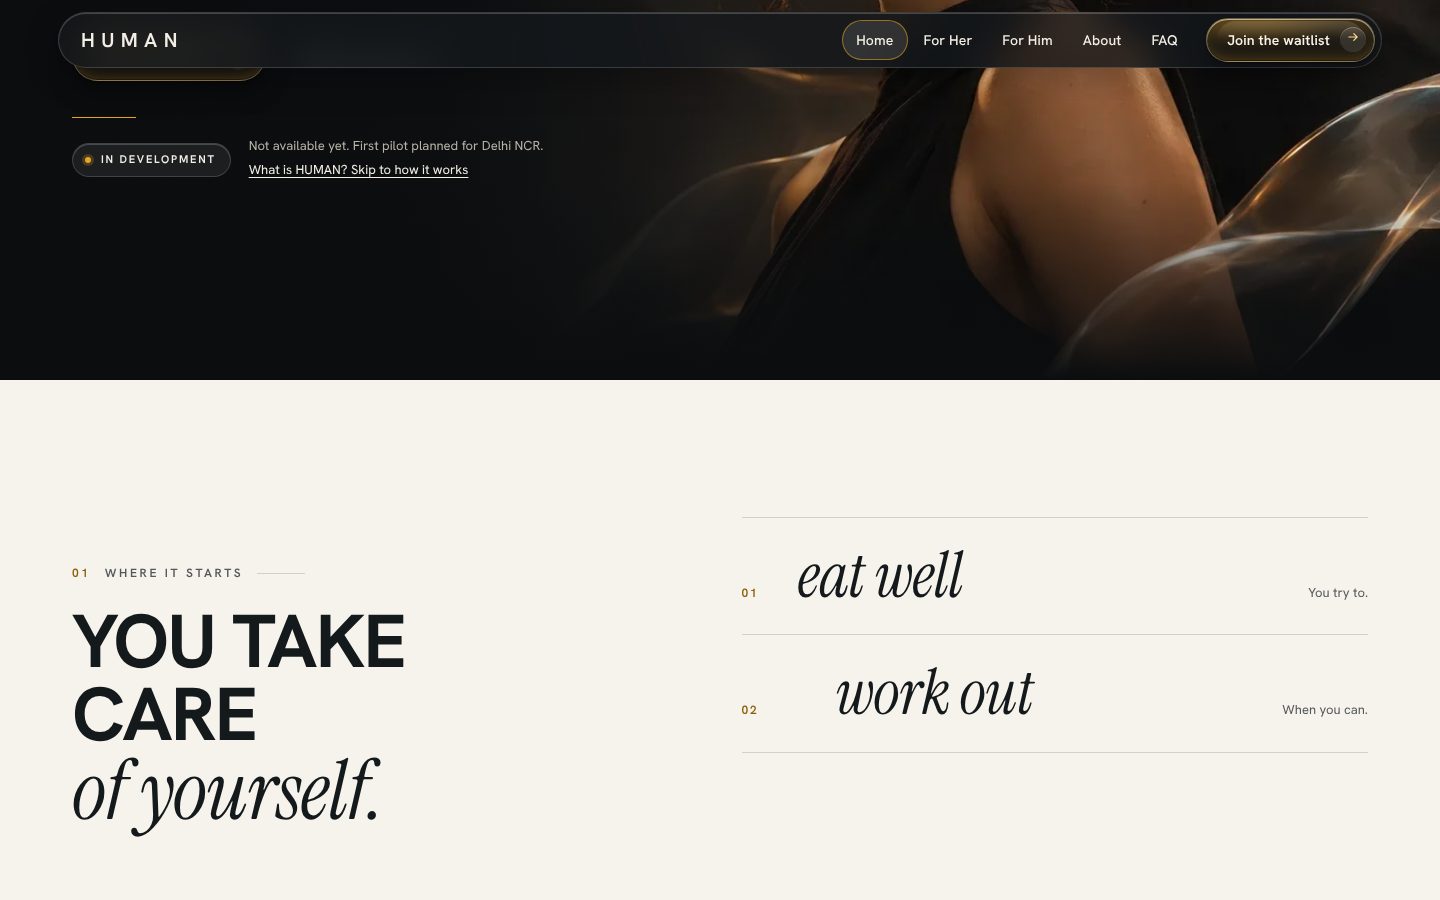 HUMAN
Home
For Her
For Him
About
FAQ
Join the waitlist
IN DEVELOPMENT
Not available yet. First pilot planned for Delhi NCR.
What is HUMAN? Skip to how it works
01 WHERE IT STARTS
YOU TAKE
CARE
of yourself.
01 eat well You try to.
02 work out When you can.